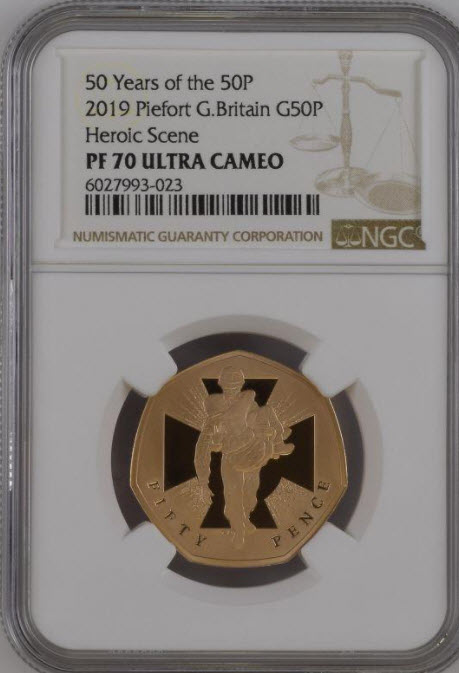 50 Years of the 50P
2019 Piefort G.Britain G50P
Heroic Scene
PF 70 ULTRA CAMEO
6027993-023
NUMISMATIC GUARANTY CORPORATION
NGC
FIFTY PENCE